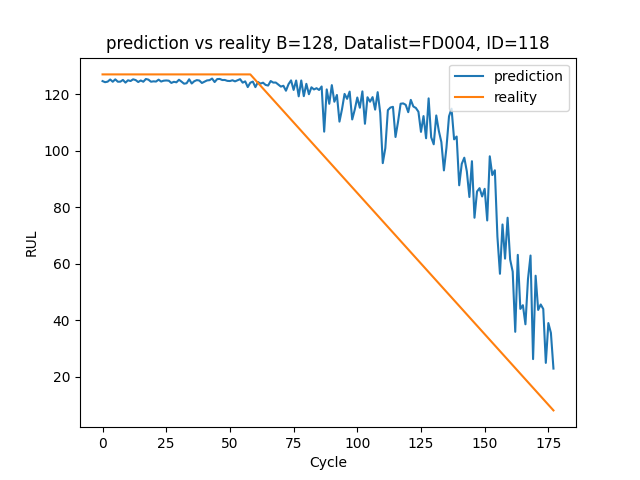 prediction vs reality B=128, Datalist=FD004, ID=118
prediction
reality
RUL
120
100
80
60
40
20
0 25 50 75 100 125 150 175
Cycle